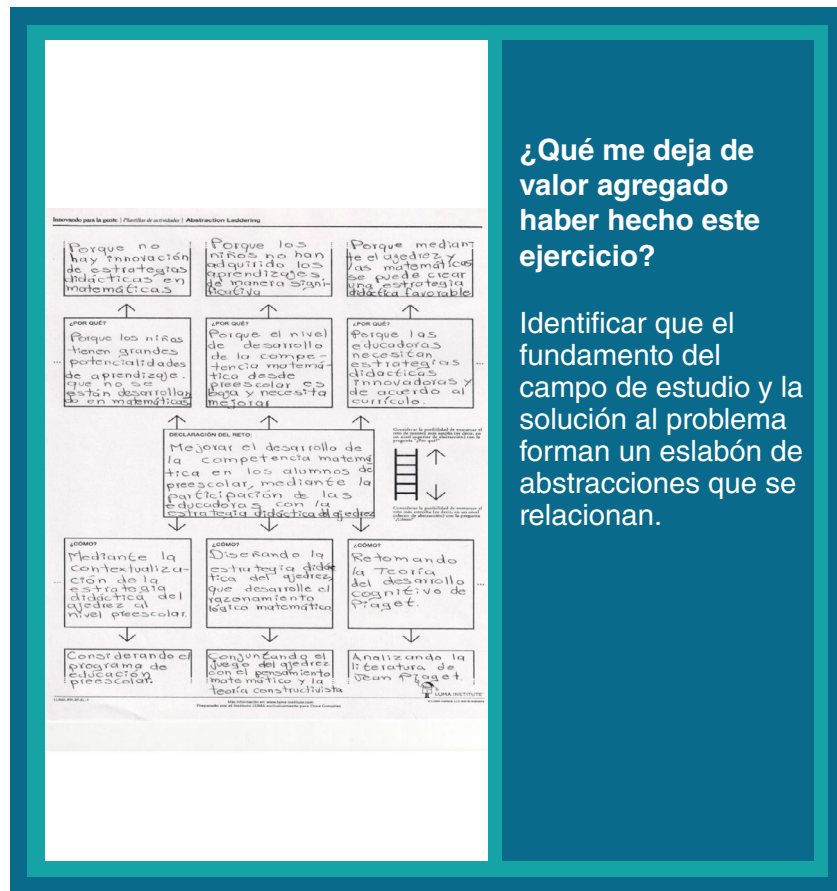 Innovando para la gente | Plantillas de actividades | Abstraction Laddering
Porque no
hay innovación
de estrategias
didácticas en
matemáticas
Porque los
niños no han
adquirido los
aprendizajes.
de manera signi-
ficativa
Porque median-
te el ajedrez y
las matemáticas
se puede crear
una estrategia
didáctica favorable
¿POR QUÉ?
Porque los niños
tienen grandes
potencialidades
de aprendizaje.
que no se
están desarrollan
do en matemáticas.
¿POR QUÉ?
Porque el nivel
de desarrollo
de la compe-
tencia matemá-
tica desde
preescolar es
baja y necesita
mejorar
¿POR QUÉ?
Porque las
educadoras
necesitan
estrategias
didácticas
innovadoras y
de acuerdo al
currículo.
DECLARACIÓN DEL RETO:
Mejorar el desarrollo de
la competencia matemá
tica en los alumnos de
preescolar, mediante la
participación de las
educadoras con la
estrategia didáctica del ajedrez
¿CÓMO?
Mediante la
contextualiza-
ción de la
estrategia
didáctica del
ajedrez al
nivel preescolar.
¿CÓMO?
Diseñando la
estrategia didác
tica del ajedrez,
que desarrolle el
razonamiento
lógico matemático
¿CÓMO?
Retomando
la Teoría
del desarrollo
cognitivo de
Piaget.
Considerando el
programa de
educación
preescolar.
Conjuntando el
juego del ajedrez
con el pensamiento
matemático y la
teoría constructivista
Analizando la
literatura de
Jean Piaget.
LUMA INSTITUTE
¿Qué me deja de
valor agregado
haber hecho este
ejercicio?
Identificar que el
fundamento del
campo de estudio y la
solución al problema
forman un eslabón de
abstracciones que se
relacionan.